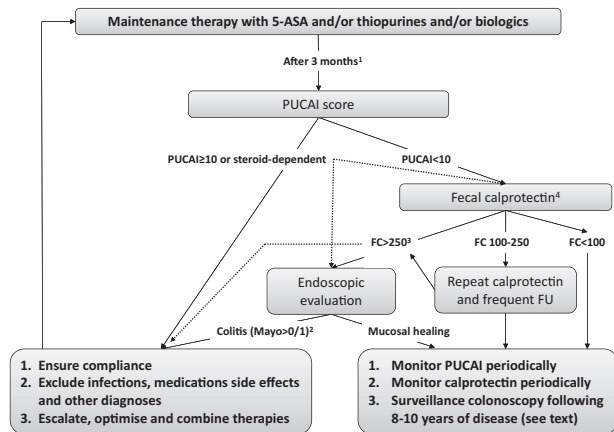 Maintenance therapy with 5-ASA and/or thiopurines and/or biologics
After 3 months¹
PUCAI score
PUCAI≥10 or steroid-dependent
PUCAI<10
Fecal calprotectin⁴
FC>250³
FC 100-250
FC<100
Endoscopic
evaluation
Repeat calprotectin
and frequent FU
Colitis (Mayo>0/1)²
Mucosal healing
1. Ensure compliance
2. Exclude infections, medications side effects
and other diagnoses
3. Escalate, optimise and combine therapies
1. Monitor PUCAI periodically
2. Monitor calprotectin periodically
3. Surveillance colonoscopy following
8-10 years of disease (see text)